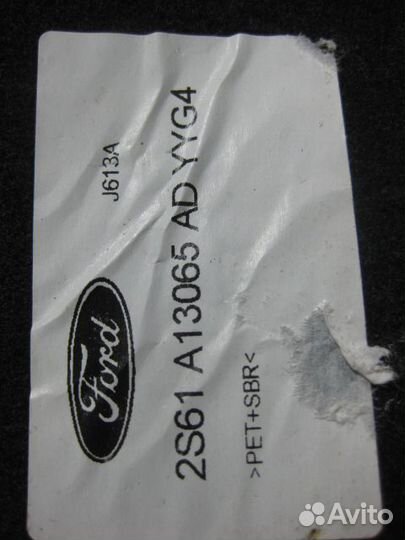 J613A
Ford
2S61 A13065 AD YYG4
>PET+SBR<
Avito